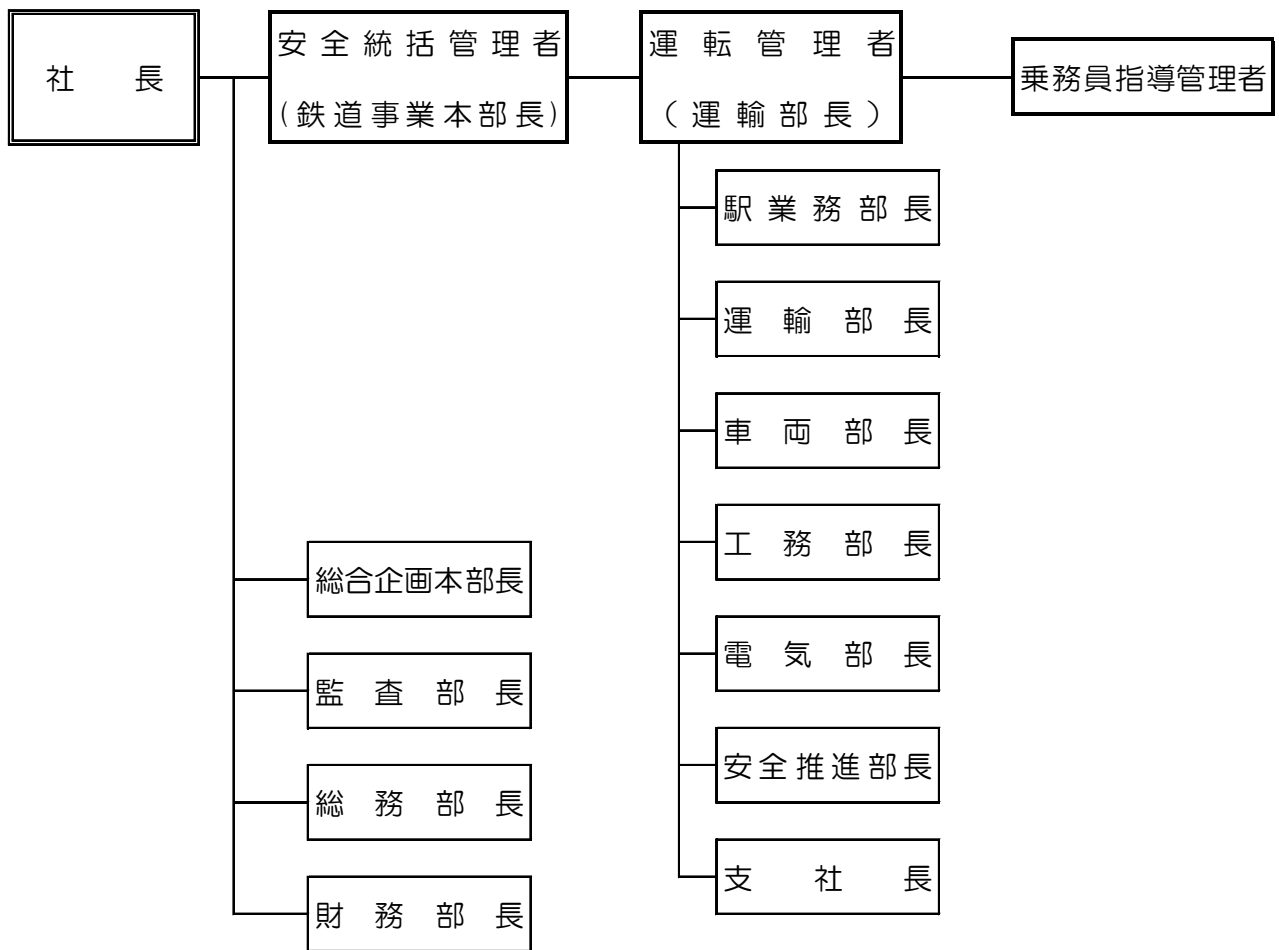 社長
安全統括管理者
(鉄道事業本部長)
運転管理者
（運輸部長）
乗務員指導管理者
駅業務部長
運輸部長
車両部長
工務部長
電気部長
安全推進部長
支社長
総合企画本部長
監査部長
総務部長
財務部長